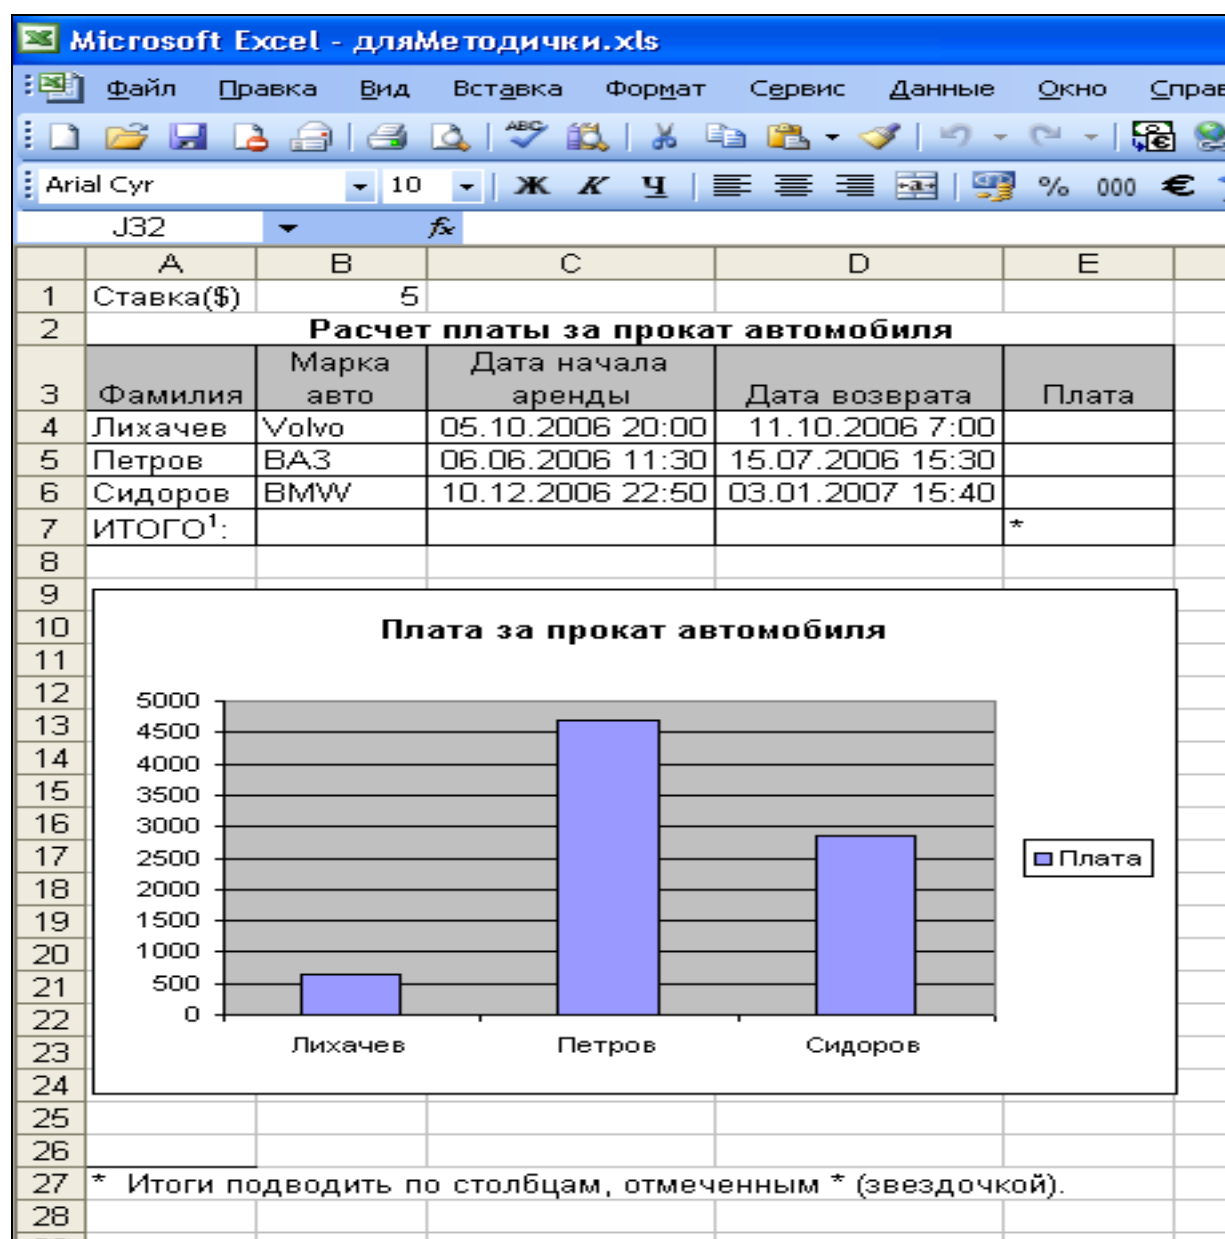 Microsoft Excel - дляМетодички.xls
Файл Правка Вид Вставка Формат Сервис Данные Окно Справ
ABC
Arial Cyr 10 Ж К Ч a % 000 €
J32 fx
A B C D E
1 Ставка($) 5
2 Расчет платы за прокат автомобиля
Марка Дата начала
3 Фамилия авто аренды Дата возврата Плата
4 Лихачев Volvo 05.10.2006 20:00 11.10.2006 7:00
5 Петров ВАЗ 06.06.2006 11:30 15.07.2006 15:30
6 Сидоров BMW 10.12.2006 22:50 03.01.2007 15:40
7 ИТОГО¹: *
8
9
10 Плата за прокат автомобиля
11
12 5000
13 4500
14 4000
15 3500
16 3000
17 2500 Плата
18 2000
19 1500
20 1000
21 500
22 0
23 Лихачев Петров Сидоров
24
25
26
27 * Итоги подводить по столбцам, отмеченным * (звездочкой).
28